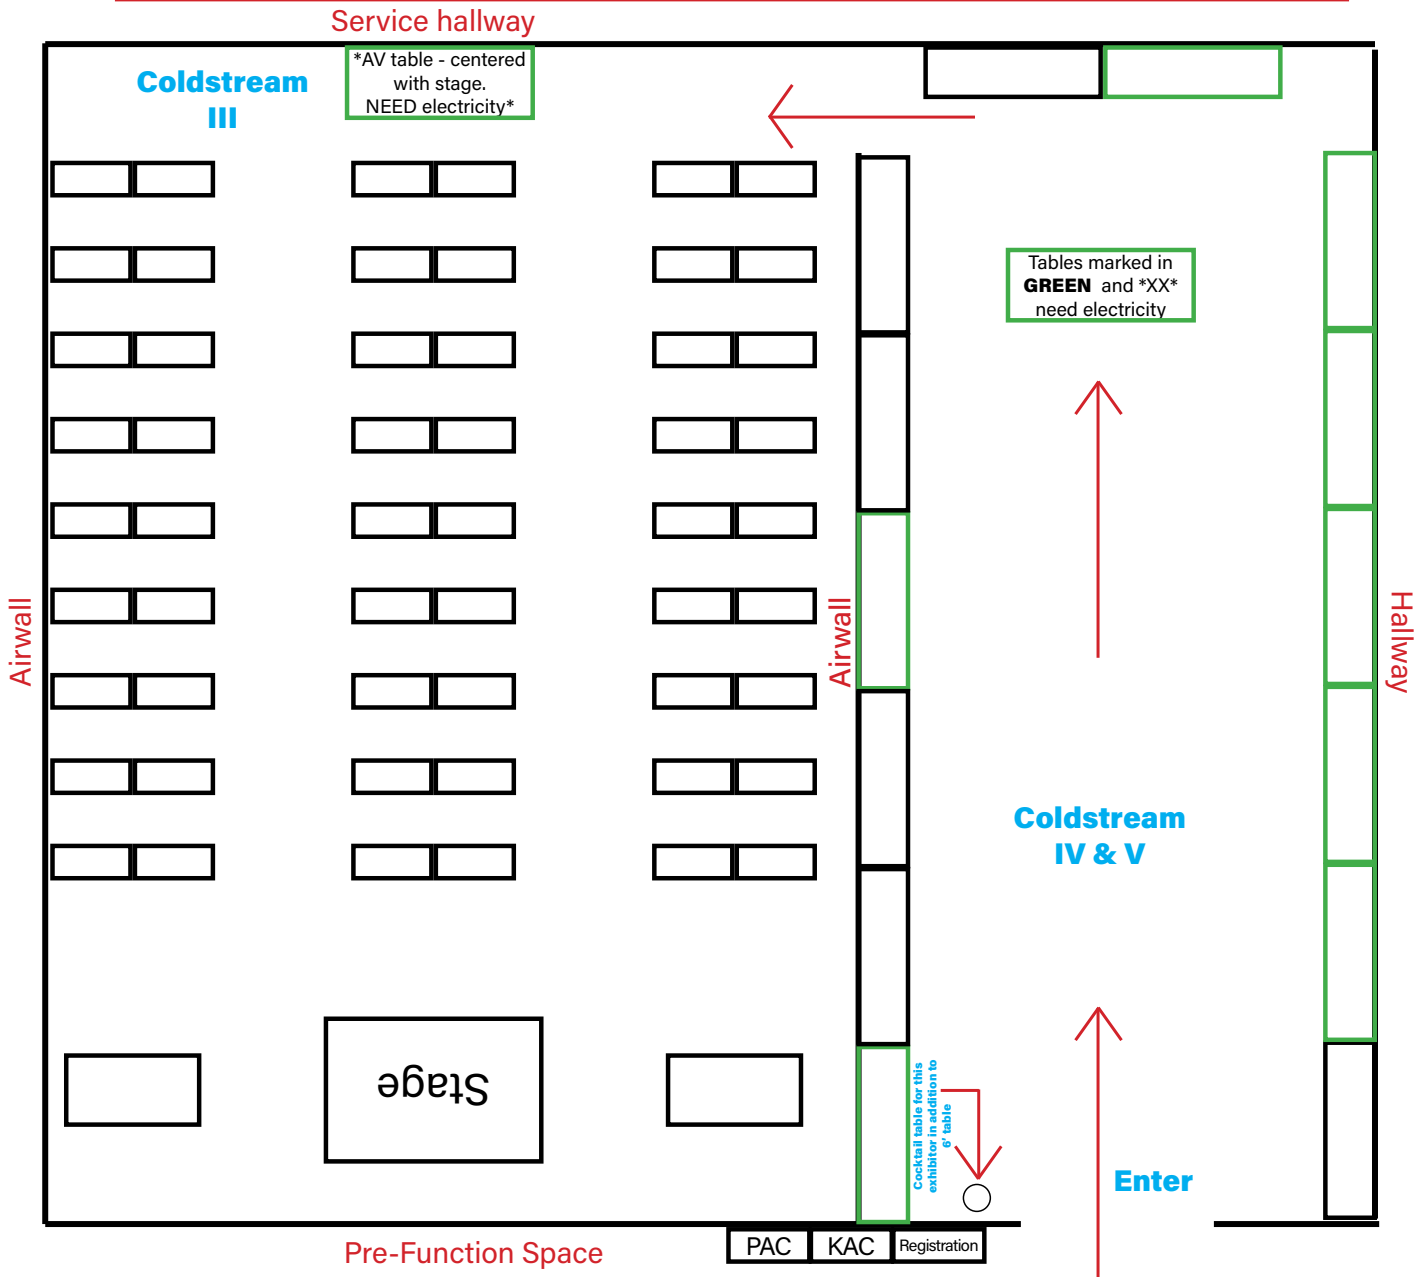 Service hallway
Coldstream
III
*AV table - centered
with stage.
NEED electricity*
Tables marked in
GREEN and *XX*
need electricity
Airwall
Airwall
Hallway
Coldstream
IV & V
Stage
Cocktail table for this
exhibitor in addition to
6' table
Enter
Pre-Function Space
PAC
KAC
Registration